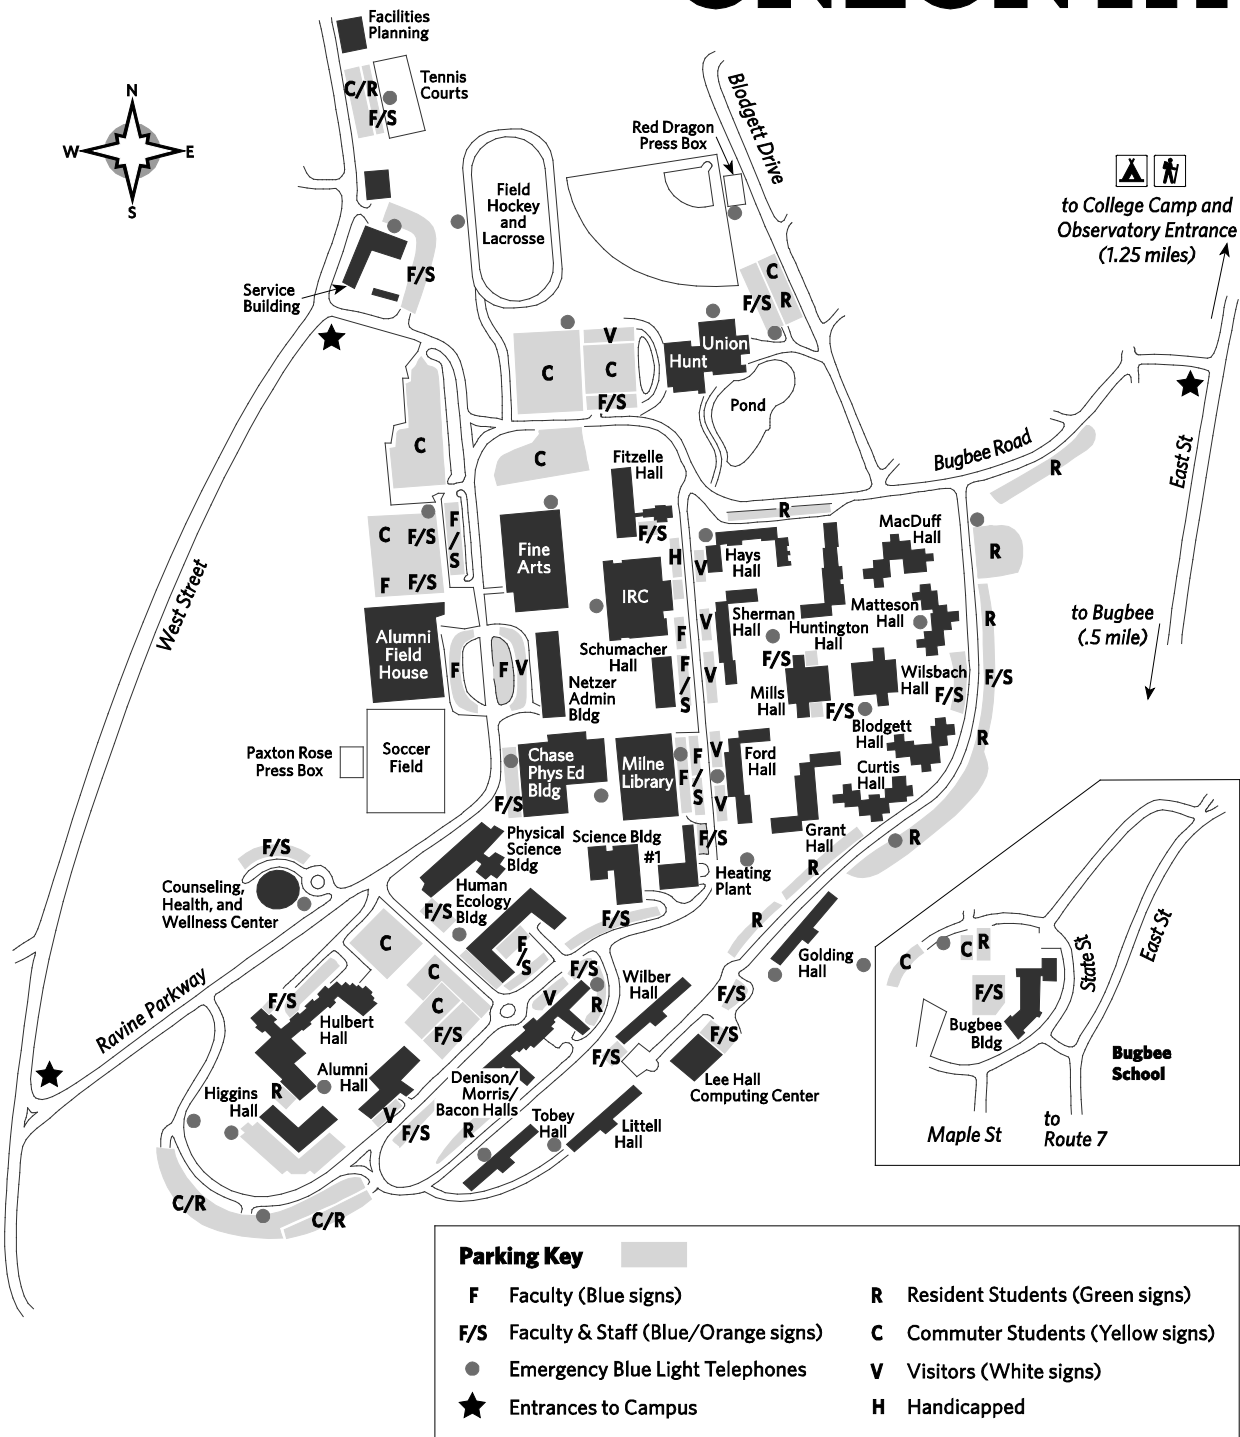 Facilities
Planning
C/R
F/S
Tennis
Courts
N
W
E
S
Blodgett Drive
Red Dragon
Press Box
Field
Hockey
and
Lacrosse
to College Camp and
Observatory Entrance
(1.25 miles)
F/S
Service
Building
C
F/S
R
V
C
C
F/S
Hunt
Union
Pond
C
C
Fitzelle
Hall
F/S
Bugbee Road
R
East St
R
C
F/S
F
F/S
F
/
S
Fine
Arts
H
V
Hays
Hall
MacDuff
Hall
R
IRC
West Street
Alumni
Field
House
F
F
V
Schumacher
Hall
F
V
Sherman
Hall
Huntington
Hall
Matteson
Hall
R
to Bugbee
(.5 mile)
Netzer
Admin
Bldg
F
/
S
V
F/S
Mills
Hall
F/S
Wilsbach
Hall
F/S
F/S
Blodgett
Hall
R
Paxton Rose
Press Box
Soccer
Field
Chase
Phys Ed
Bldg
F/S
Milne
Library
F
F
/
S
V
V
Ford
Hall
Curtis
Hall
Grant
Hall
R
R
F/S
Counseling,
Health, and
Wellness Center
Physical
Science
Bldg
Science Bldg
#1
F/S
Heating
Plant
Human
Ecology
Bldg
F/S
F
/
S
F/S
R
Golding
Hall
C
C
C
F/S
Ravine Parkway
F/S
Hulbert
Hall
F/S
V
R
Wilber
Hall
F/S
F/S
F/S
Lee Hall
Computing Center
Alumni
Hall
Higgins
Hall
R
V
F/S
Denison/
Morris/
Bacon Halls
R
Tobey
Hall
Littell
Hall
C/R
C/R
C
C
R
F/S
Bugbee
Bldg
State St
East St
Bugbee
School
Maple St
to
Route 7
Parking Key
F Faculty (Blue signs)
F/S Faculty & Staff (Blue/Orange signs)
Emergency Blue Light Telephones
Entrances to Campus
R Resident Students (Green signs)
C Commuter Students (Yellow signs)
V Visitors (White signs)
H Handicapped